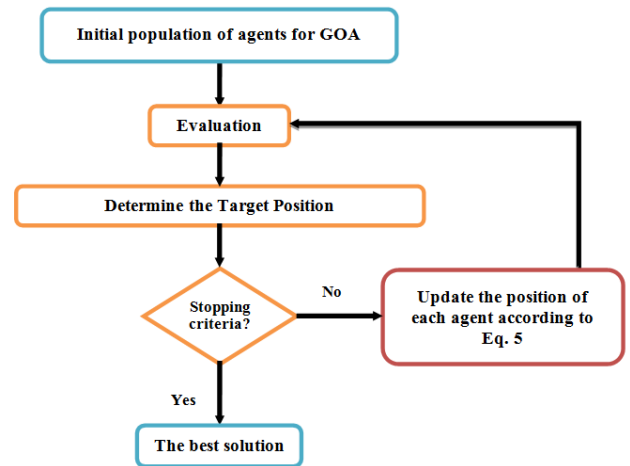 Initial population of agents for GOA
Evaluation
Determine the Target Position
Stopping
criteria?
No
Update the position of
each agent according to
Eq. 5
Yes
The best solution